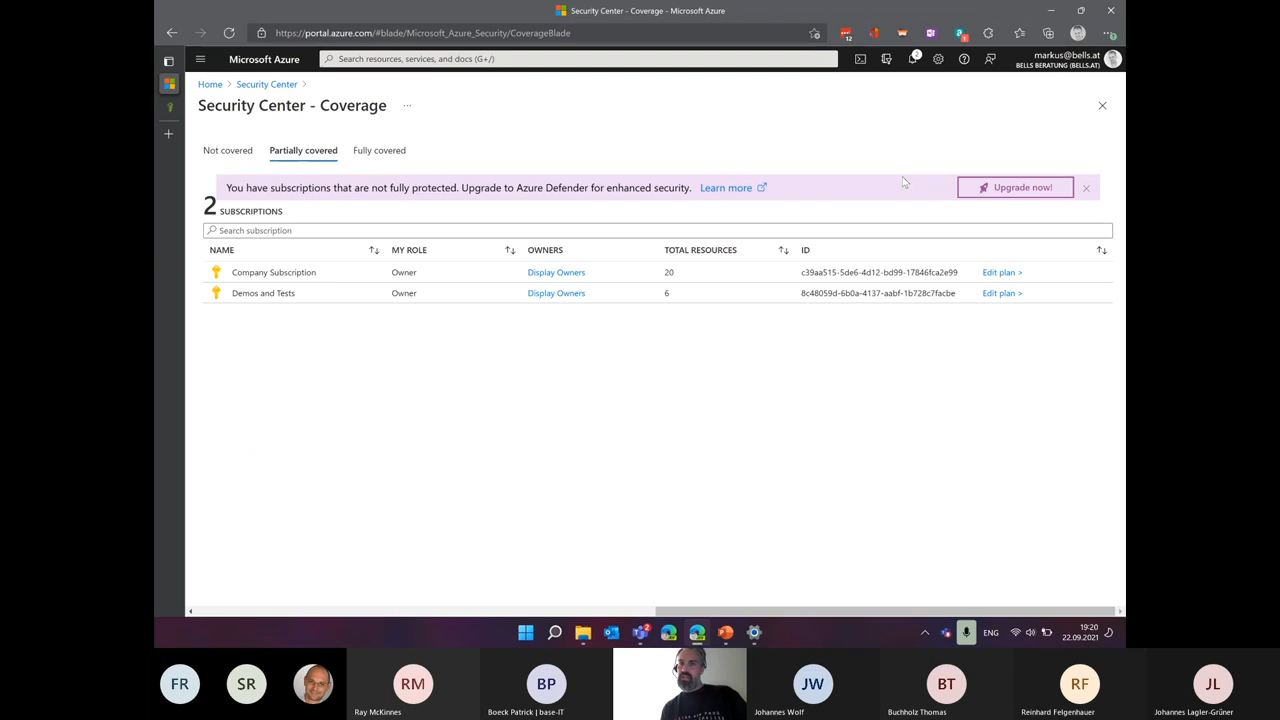 Security Center - Coverage - Microsoft Azure
https://portal.azure.com/#blade/Microsoft_Azure_Security/CoverageBlade
12
1
Microsoft Azure
Search resources, services, and docs (G+/)
2
markus@bells.at
BELLS BERATUNG (BELLS.AT)
Home > Security Center >
Security Center - Coverage ...
Not covered Partially covered Fully covered
You have subscriptions that are not fully protected. Upgrade to Azure Defender for enhanced security. Learn more
Upgrade now!
2 SUBSCRIPTIONS
Search subscription
NAME MY ROLE OWNERS TOTAL RESOURCES ID
Company Subscription Owner Display Owners 20 c39aa515-5de6-4d12-bd99-17846fca2e99 Edit plan >
Demos and Tests Owner Display Owners 6 8c48059d-6b0a-4137-aabf-1b728c7facbe Edit plan >
2
ENG
19:20
22.09.2021
FR SR RM BP JW BT RF JL
Ray McKinnes
Boeck Patrick | base-IT
Johannes Wolf
Buchholz Thomas
Reinhard Felgenhauer
Johannes Lagler-Grüner